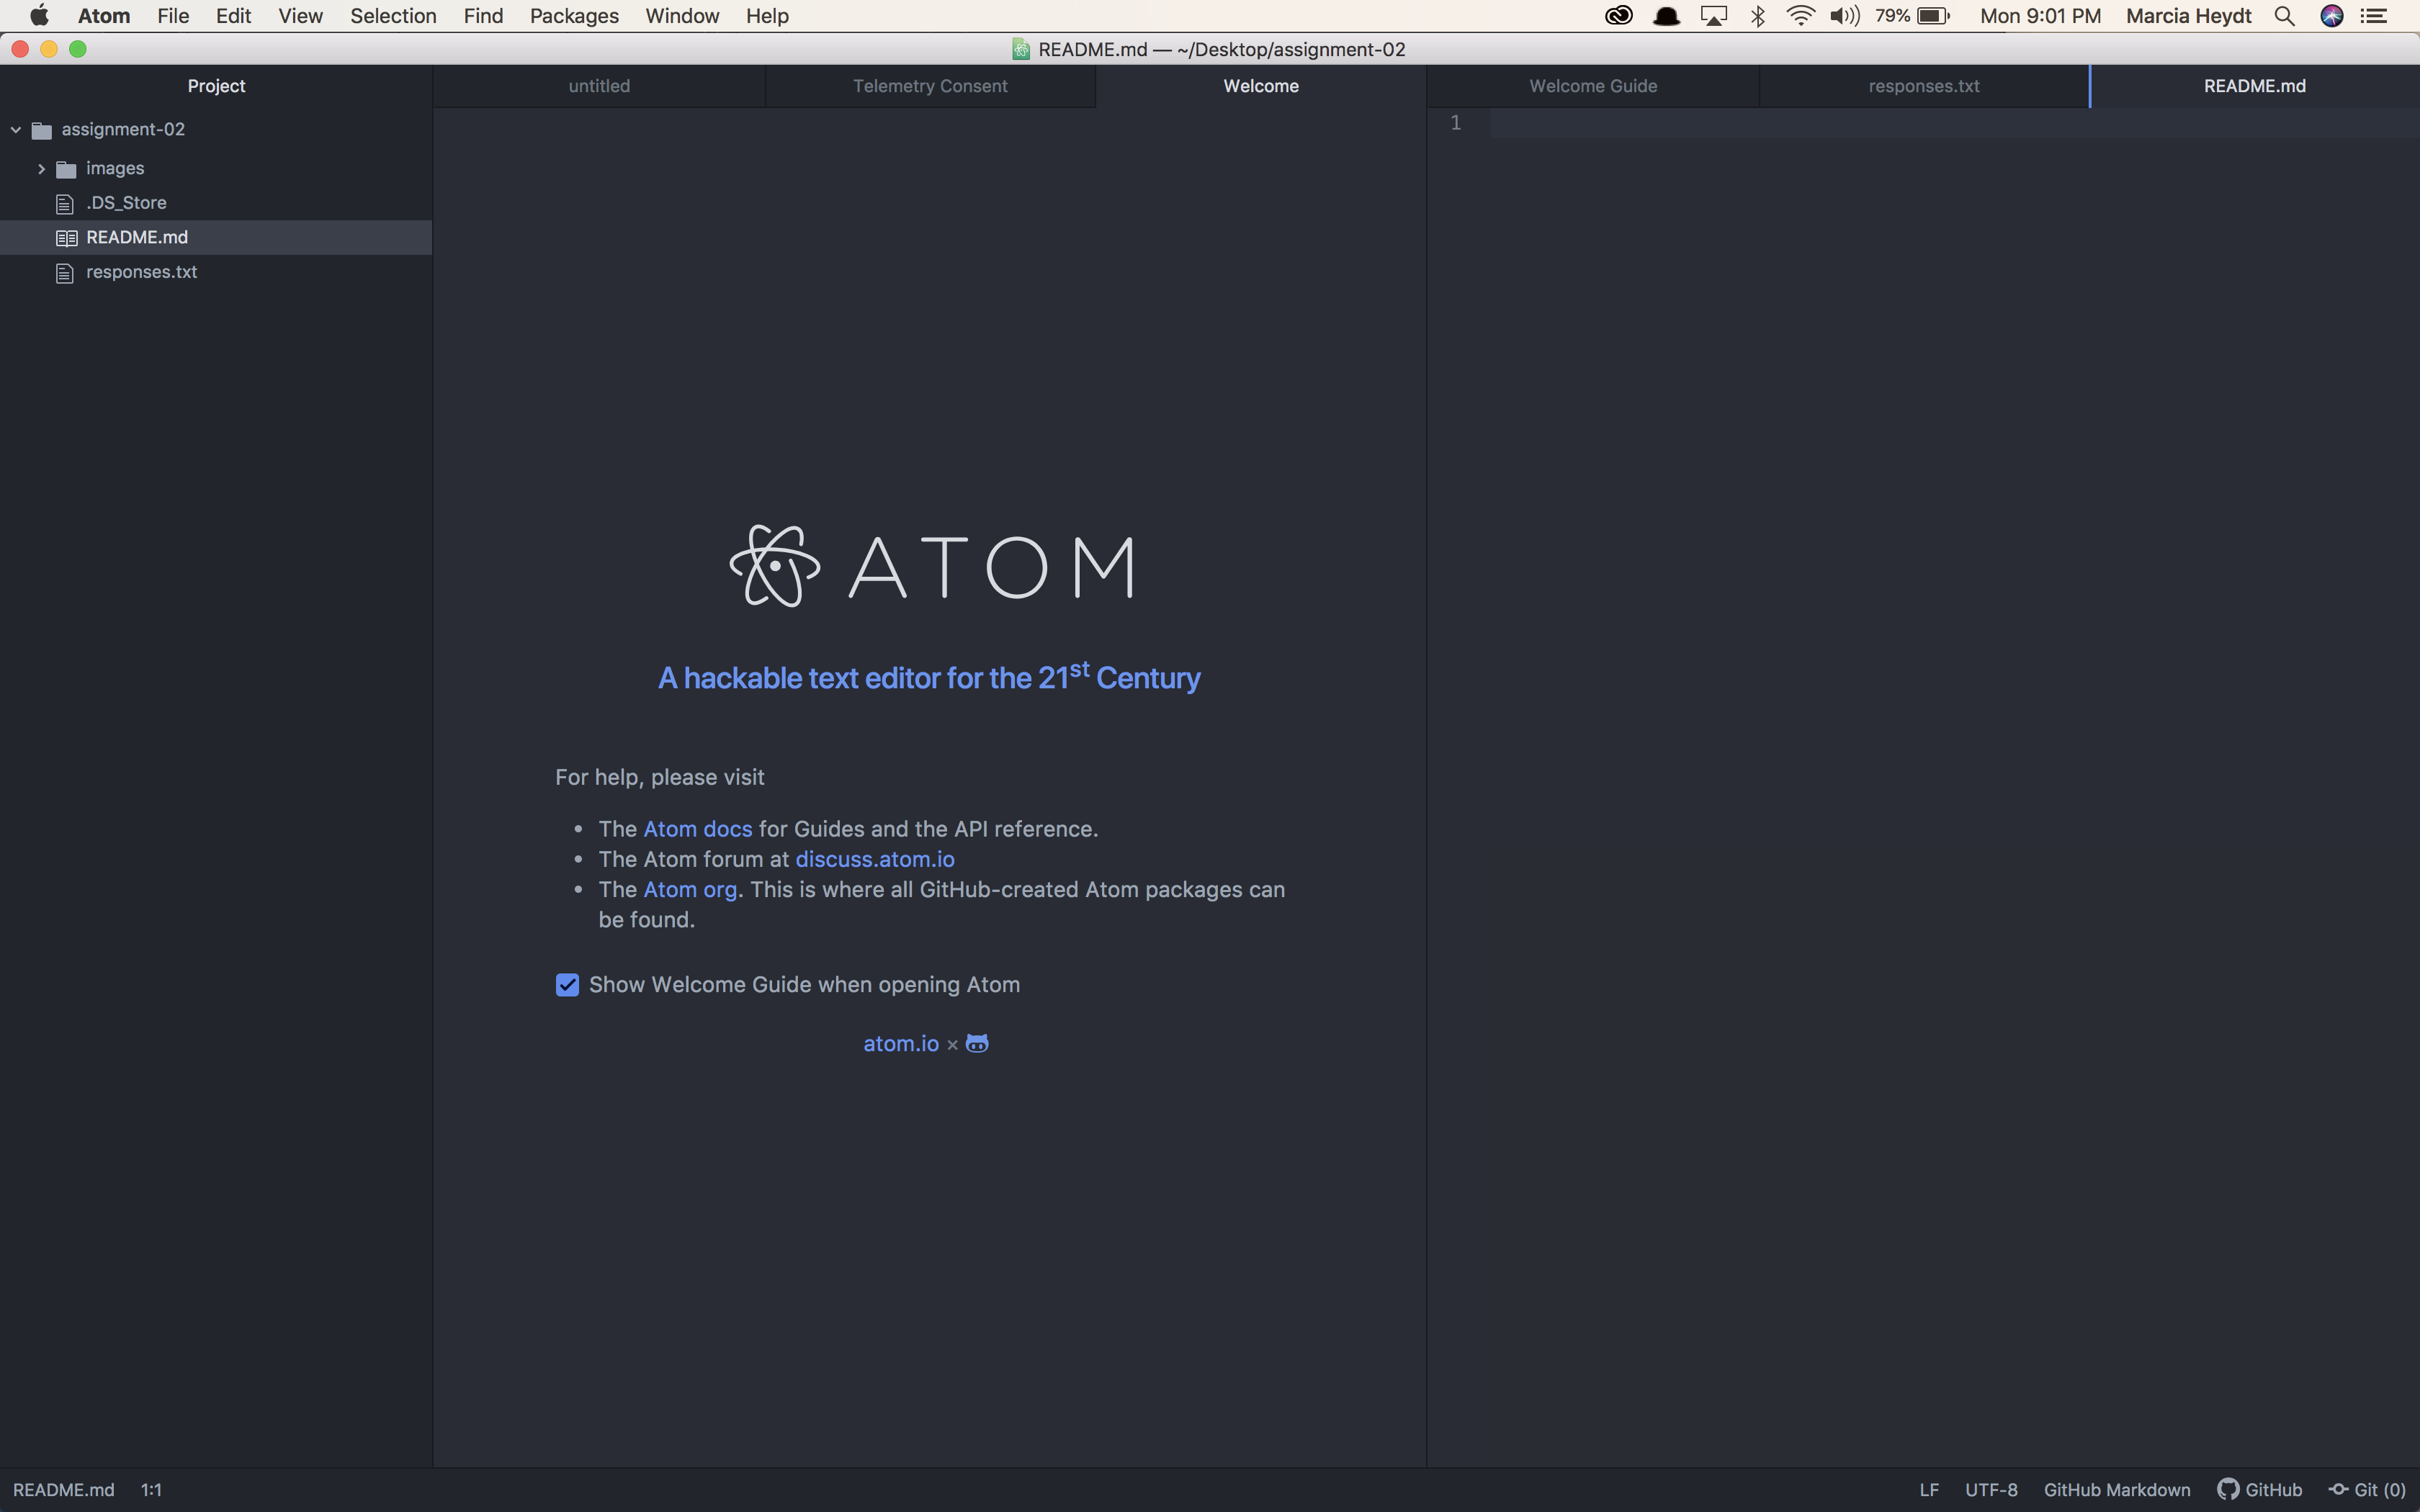 Atom File Edit View Selection Find Packages Window Help 79% Mon 9:01 PM Marcia Heydt
README.md — ~/Desktop/assignment-02
Project
untitled Telemetry Consent Welcome Welcome Guide responses.txt README.md
assignment-02
images
.DS_Store
README.md
responses.txt
1
ATOM
A hackable text editor for the 21st Century
For help, please visit
• The Atom docs for Guides and the API reference.
• The Atom forum at discuss.atom.io
• The Atom org. This is where all GitHub-created Atom packages can
be found.
Show Welcome Guide when opening Atom
atom.io ×
README.md 1:1 LF UTF-8 GitHub Markdown GitHub Git (0)